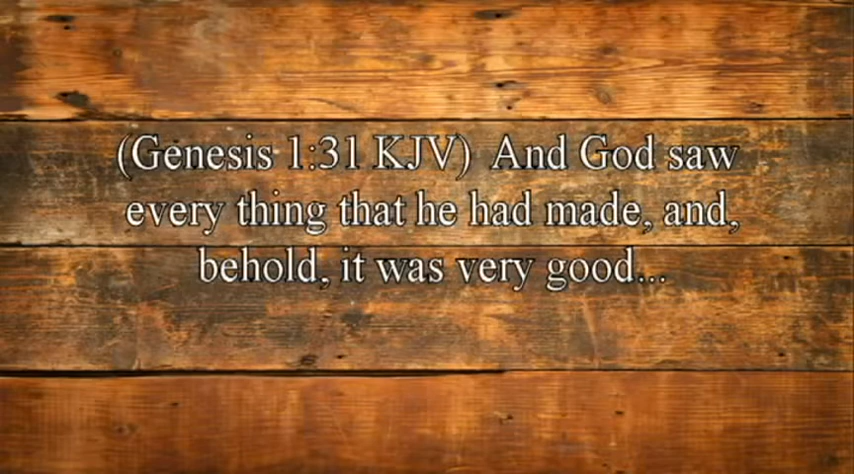 (Genesis 1:31 KJV) And God saw
every thing that he had made, and,
behold, it was very good...